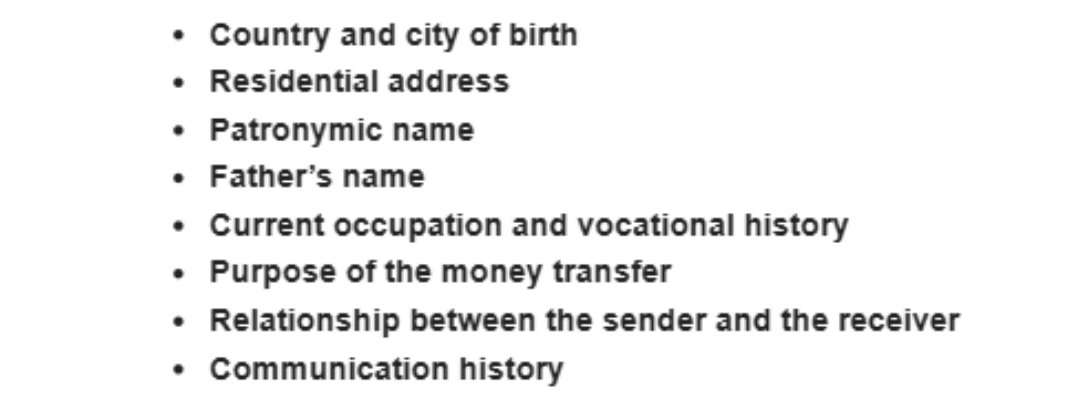 • Country and city of birth
• Residential address
• Patronymic name
• Father’s name
• Current occupation and vocational history
• Purpose of the money transfer
• Relationship between the sender and the receiver
• Communication history